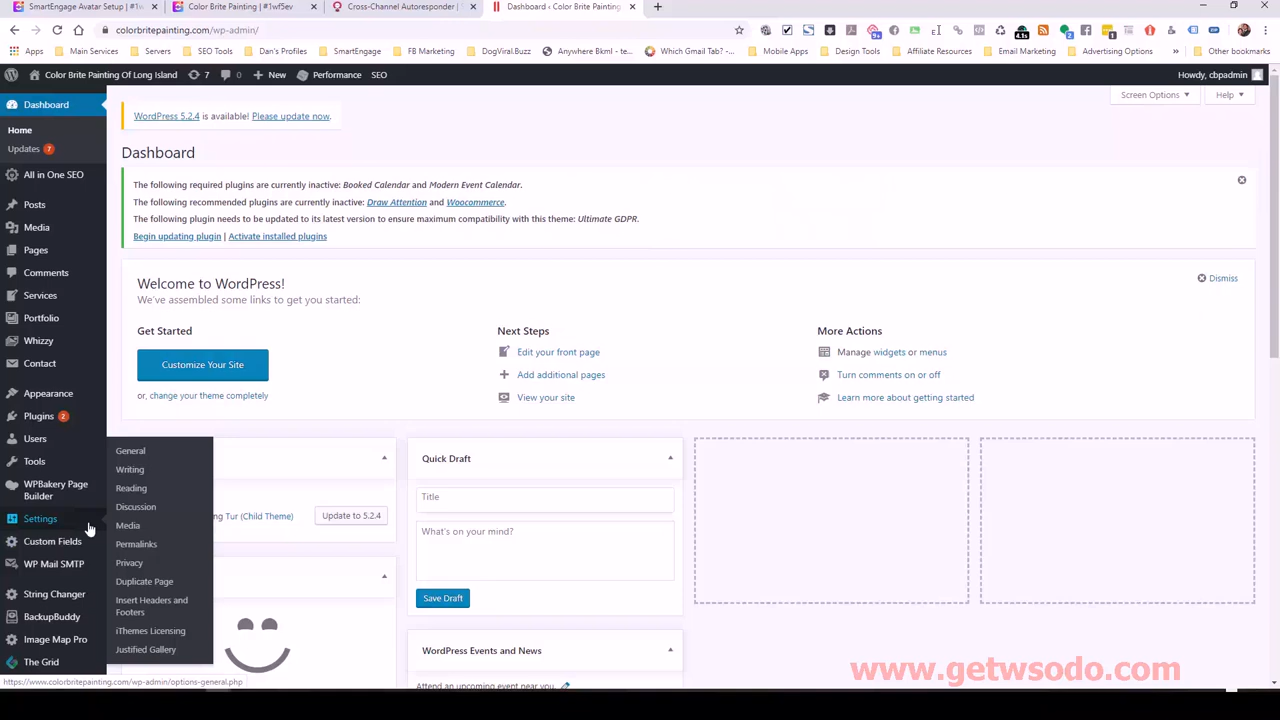 SmartEngage Avatar Setup | #1w
Color Brite Painting | #1wf5ev
Cross-Channel Autoresponder
Dashboard ‹ Color Brite Painting
colorbritepainting.com/wp-admin/
Apps
Main Services
Servers
SEO Tools
Dan's Profiles
SmartEngage
FB Marketing
DogViral.Buzz
Anywhere Bkml - te...
Which Gmail Tab? -...
Mobile Apps
Design Tools
Affiliate Resources
Email Marketing
Advertising Options
Other bookmarks
Color Brite Painting Of Long Island
7
0
New
Performance
SEO
Howdy, cbpadmin
Screen Options
Help
Dashboard
Home
Updates 7
All in One SEO
Posts
Media
Pages
Comments
Services
Portfolio
Whizzy
Contact
Appearance
Plugins 2
Users
Tools
WPBakery Page
Builder
Settings
Custom Fields
WP Mail SMTP
String Changer
BackupBuddy
Image Map Pro
The Grid
General
Writing
Reading
Discussion
Media
Permalinks
Privacy
Duplicate Page
Insert Headers and
Footers
iThemes Licensing
Justified Gallery
WordPress 5.2.4 is available! Please update now.
Dashboard
The following required plugins are currently inactive: Booked Calendar and Modern Event Calendar.
The following recommended plugins are currently inactive: Draw Attention and Woocommerce.
The following plugin needs to be updated to its latest version to ensure maximum compatibility with this theme: Ultimate GDPR.
Begin updating plugin | Activate installed plugins
Welcome to WordPress!
We've assembled some links to get you started:
Dismiss
Get Started
Customize Your Site
or, change your theme completely
Next Steps
Edit your front page
Add additional pages
View your site
More Actions
Manage widgets or menus
Turn comments on or off
Learn more about getting started
ng Tur (Child Theme)
Update to 5.2.4
Quick Draft
Title
What's on your mind?
Save Draft
WordPress Events and News
Attend an upcoming event near you.
https://www.colorbritepainting.com/wp-admin/options-general.php
www.getwsodo.com